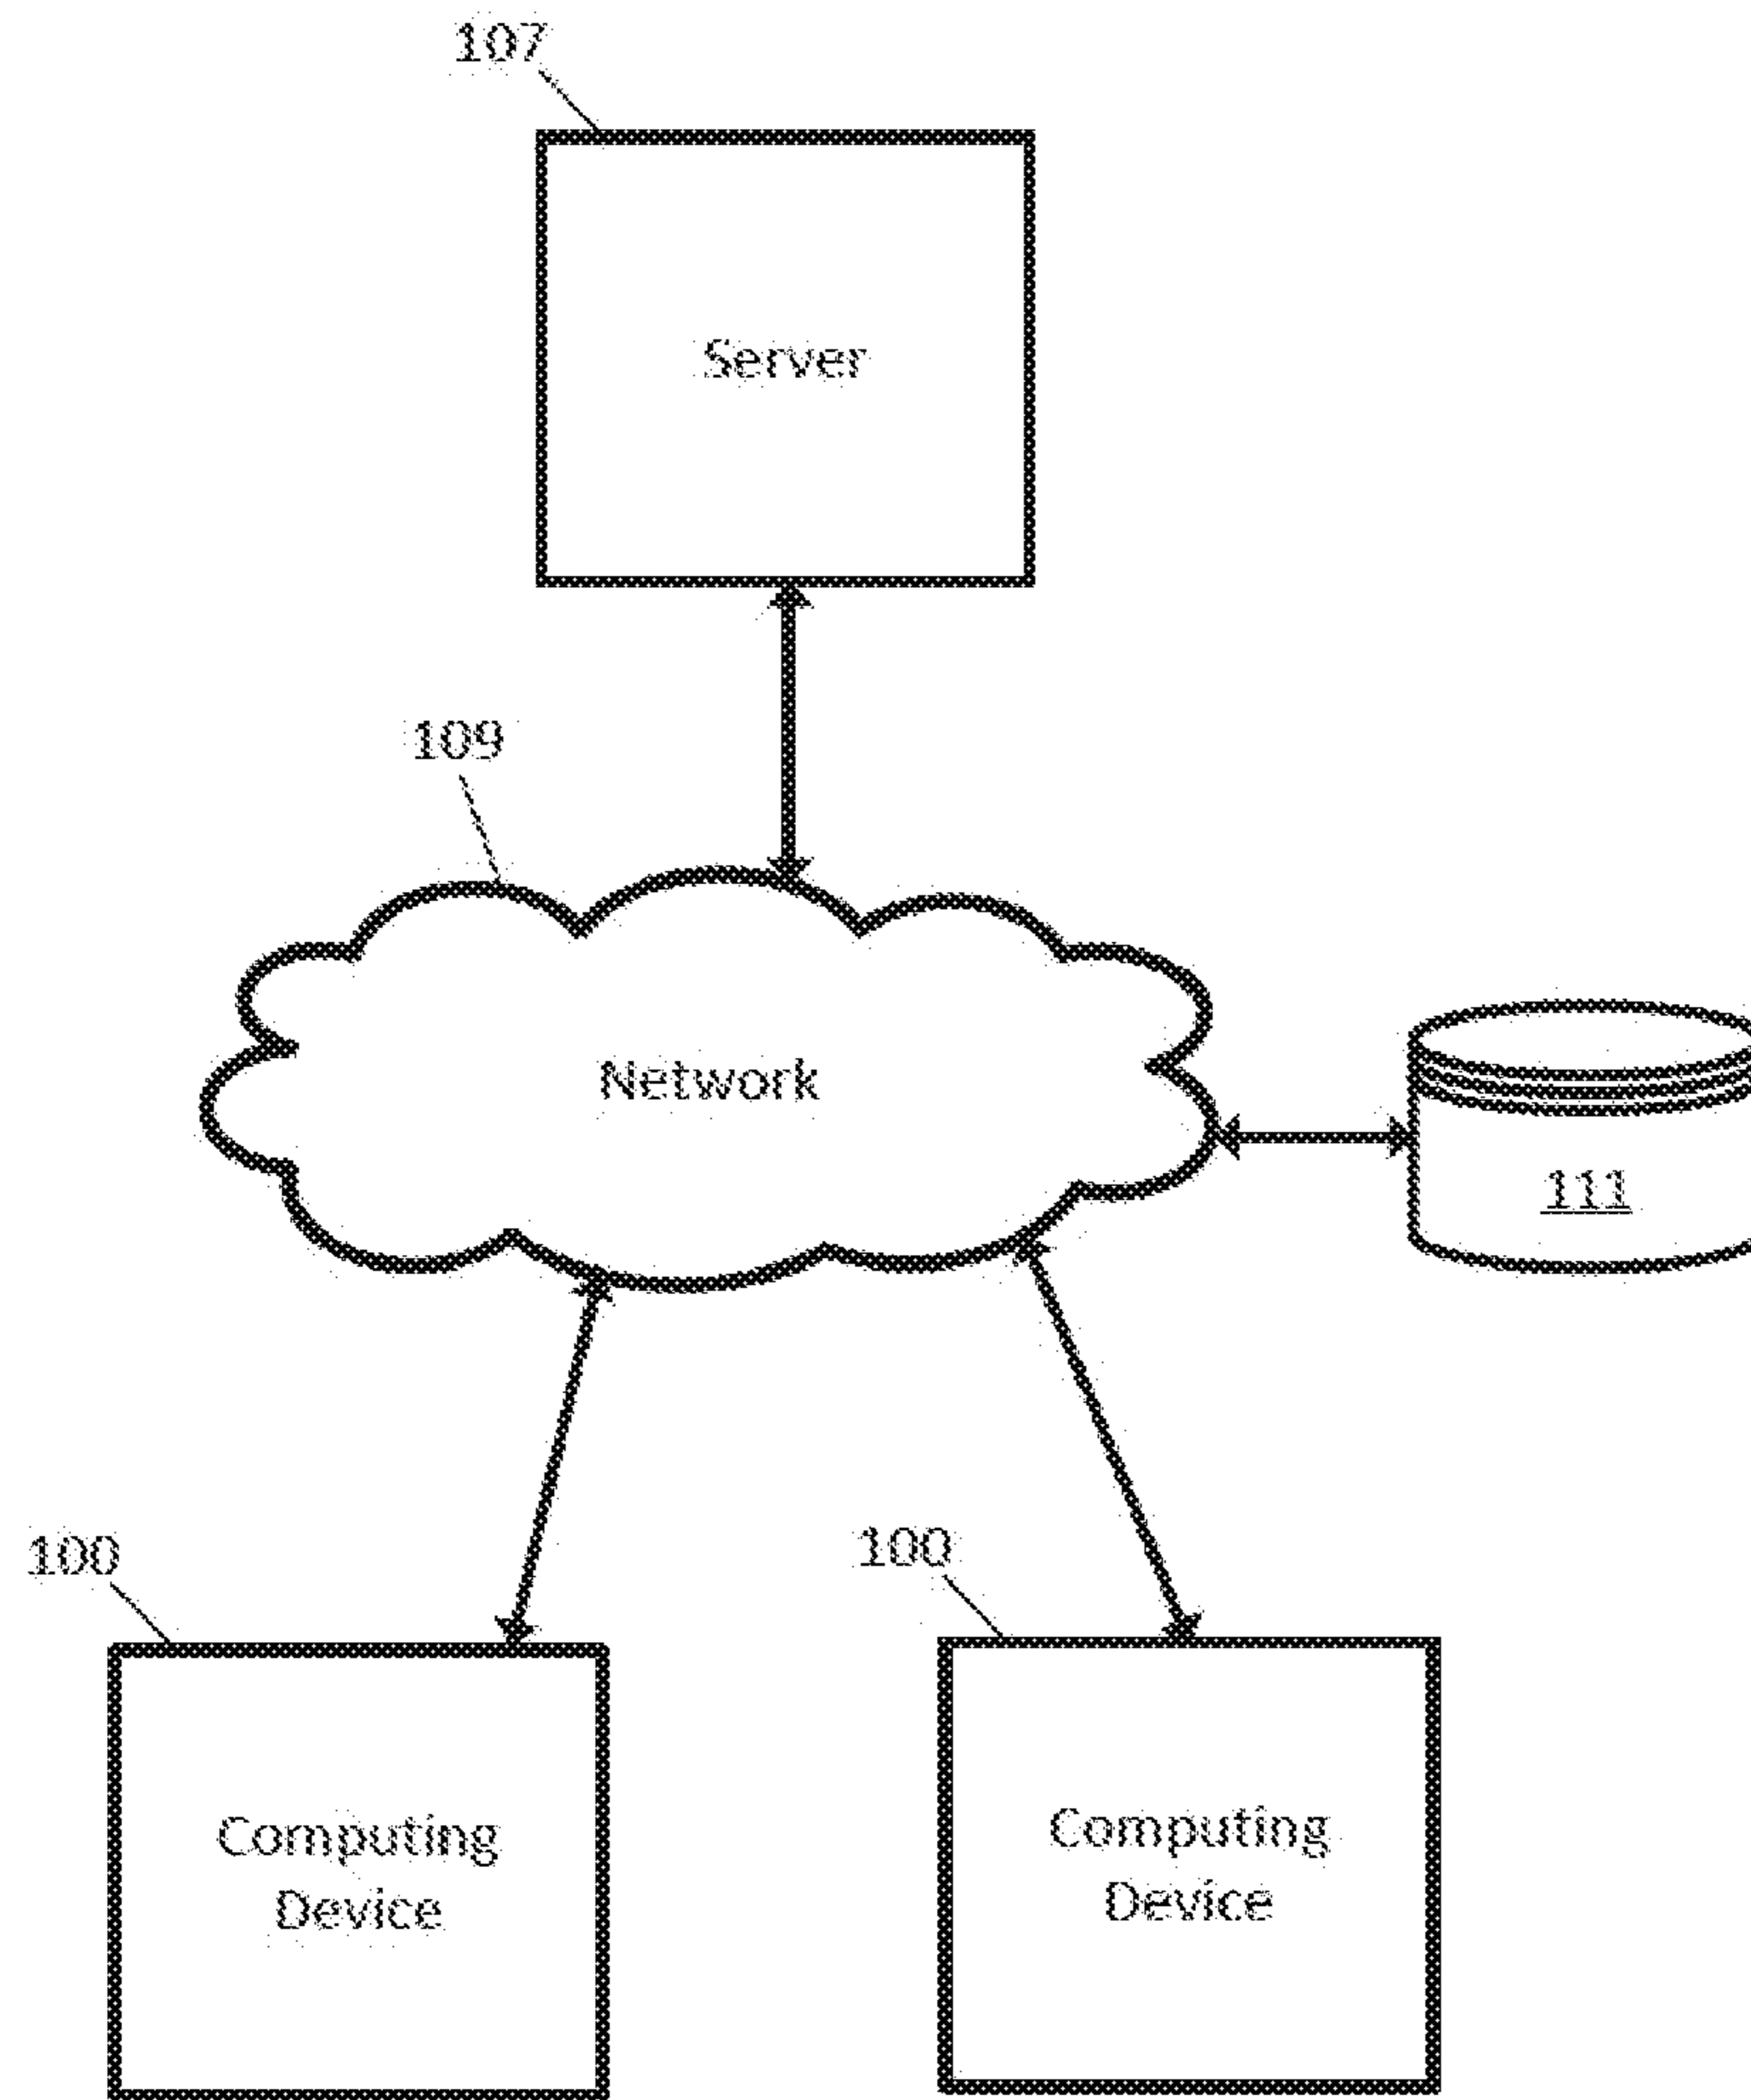 107
Server
109
Network
111
100
100
Computing
Device
Computing
Device